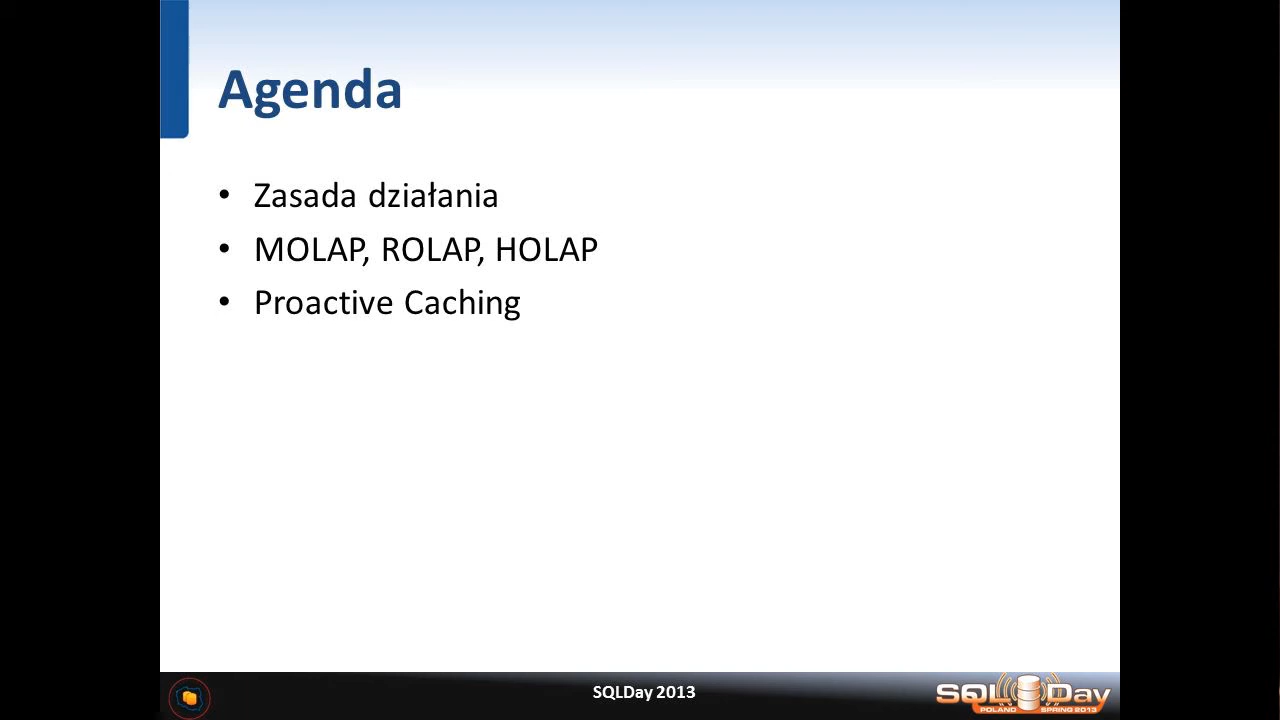 Agenda
• Zasada działania
• MOLAP, ROLAP, HOLAP
• Proactive Caching
SQLDay 2013
SQL Day
POLAND SPRING 2013